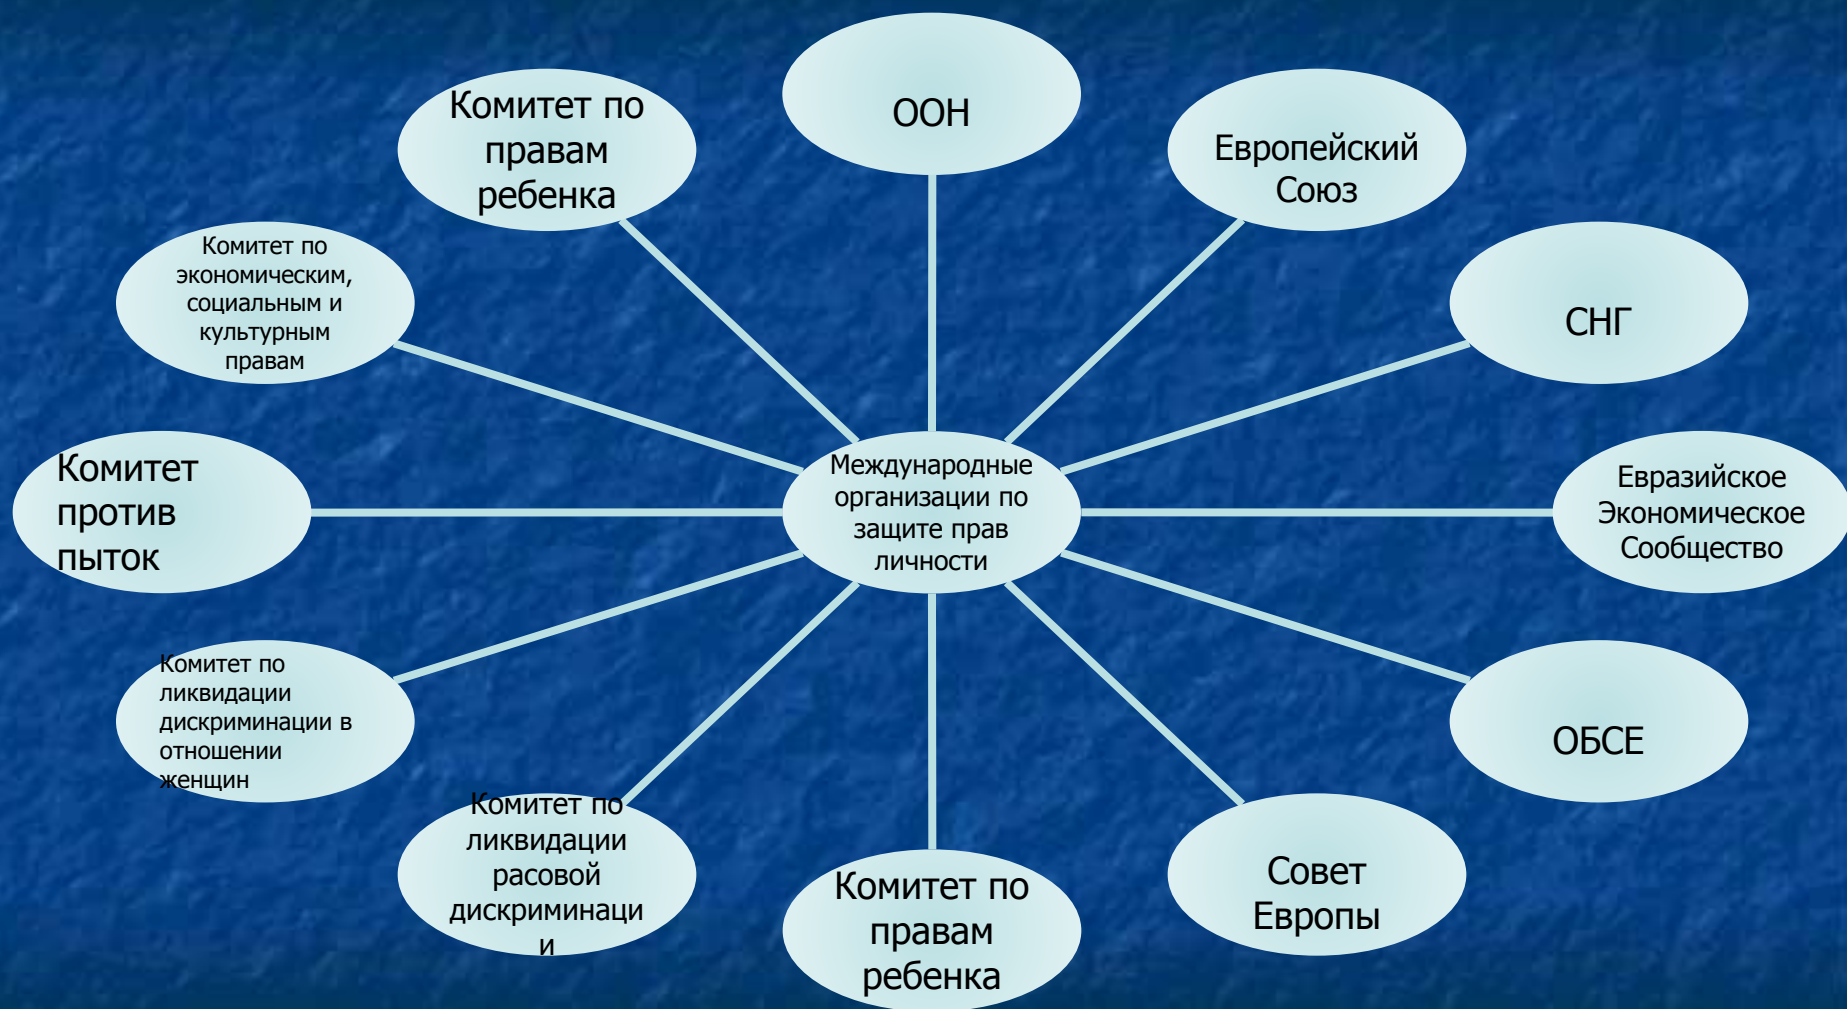 ООН
Европейский
Союз
СНГ
Евразийское
Экономическое
Сообщество
ОБСЕ
Совет
Европы
Комитет по
правам
ребенка
Комитет по
ликвидации
расовой
дискриминаци
и
Комитет по
ликвидации
дискриминации в
отношении
женщин
Комитет
против
пыток
Комитет по
экономическим,
социальным и
культурным
правам
Комитет по
правам
ребенка
Международные
организации по
защите прав
личности